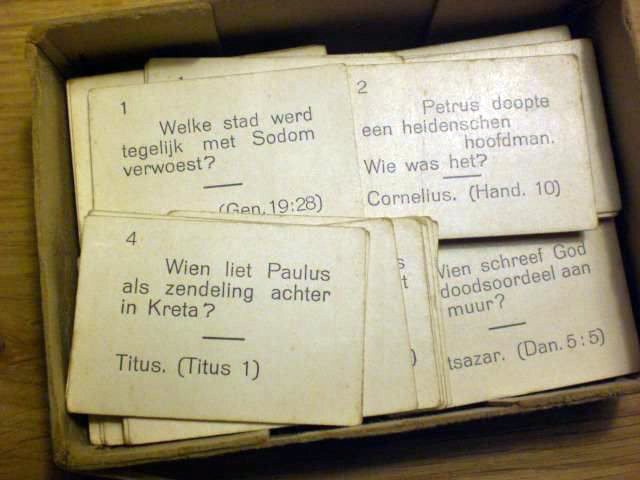 1
Welke stad werd
tegelijk met Sodom
verwoest?
(Gen. 19:28)
2
Petrus doopte
een heidenschen
hoofdman.
Wie was het?
Cornelius. (Hand. 10)
4
Wien liet Paulus
als zendeling achter
in Kreta?
Titus. (Titus 1)
Wien schreef God
doodsoordeel aan
muur?
tsazar. (Dan. 5:5)